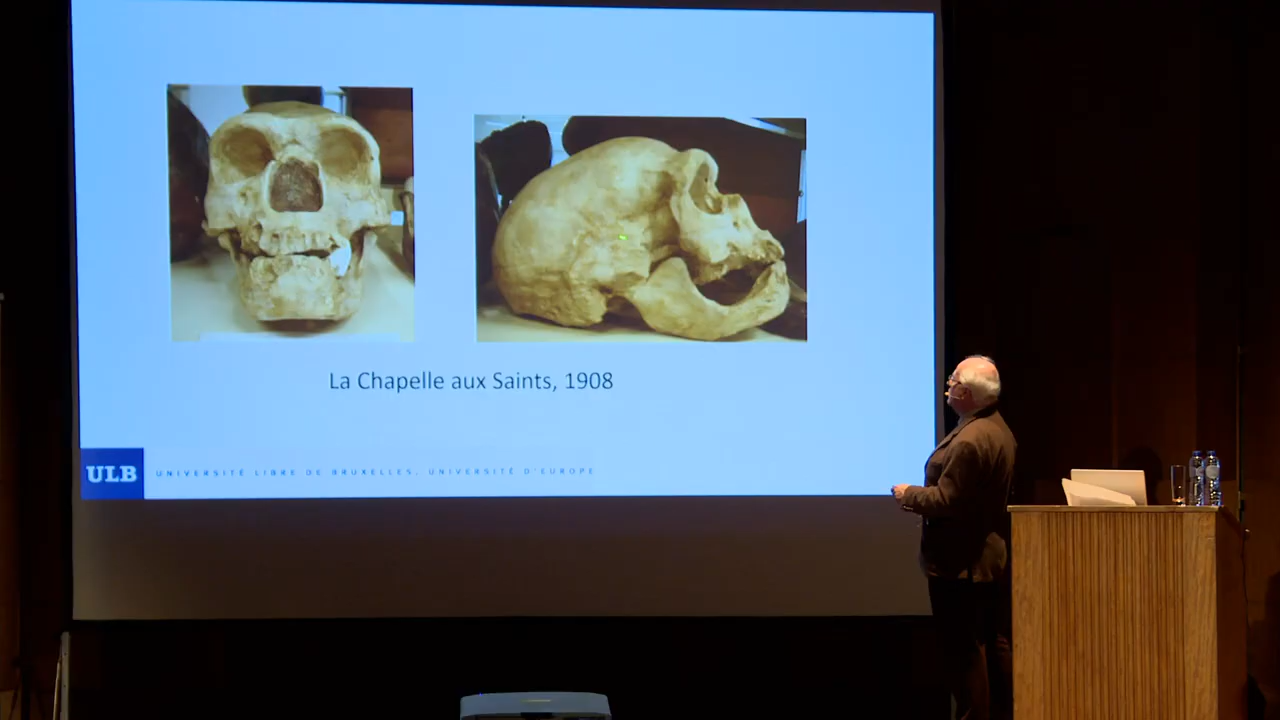 La Chapelle aux Saints, 1908
ULB
UNIVERSITÉ LIBRE DE BRUXELLES, UNIVERSITÉ D'EUROPE